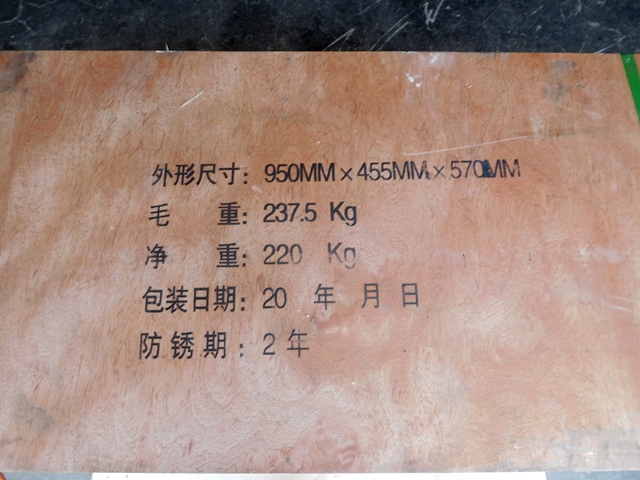 外形尺寸：950MM×455MM×570MM
毛 重：237.5 Kg
净 重：220 Kg
包装日期：20 年 月 日
防锈期：2 年